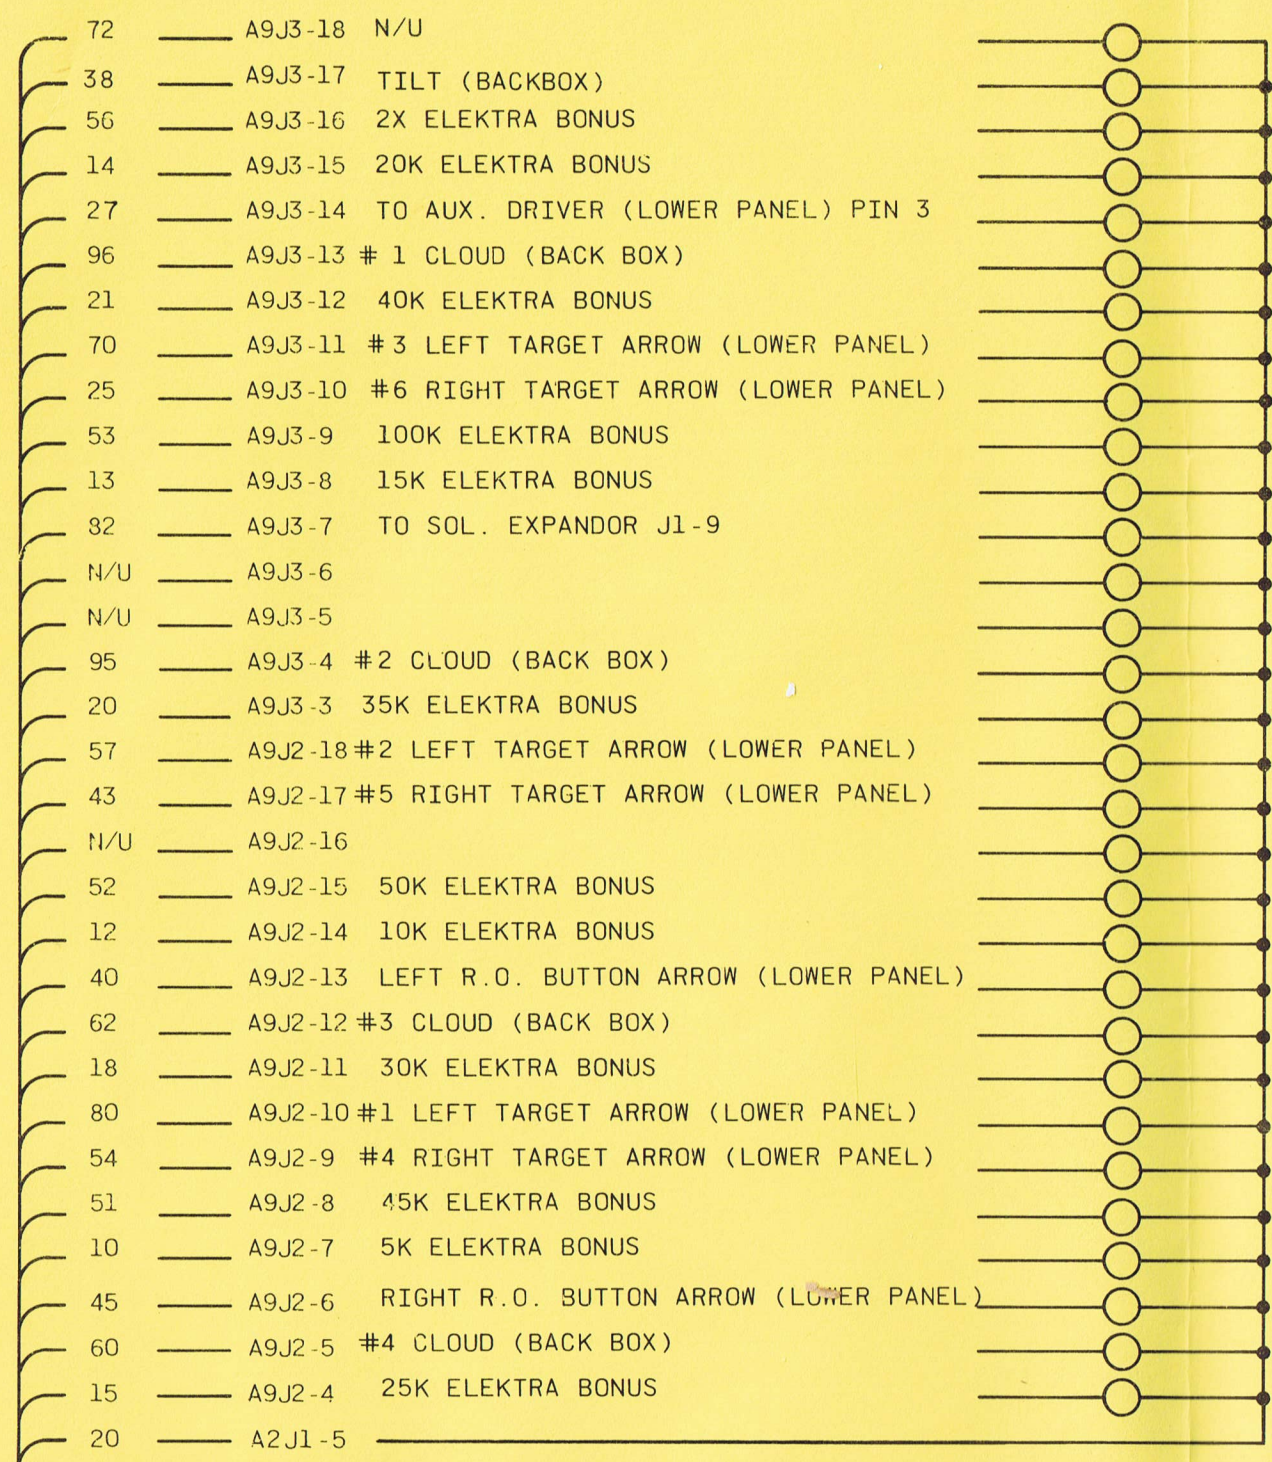 72 A9J3-18 N/U
38 A9J3-17 TILT (BACKBOX)
56 A9J3-16 2X ELEKTRA BONUS
14 A9J3-15 20K ELEKTRA BONUS
27 A9J3-14 TO AUX. DRIVER (LOWER PANEL) PIN 3
96 A9J3-13 # 1 CLOUD (BACK BOX)
21 A9J3-12 40K ELEKTRA BONUS
70 A9J3-11 #3 LEFT TARGET ARROW (LOWER PANEL)
25 A9J3-10 #6 RIGHT TARGET ARROW (LOWER PANEL)
53 A9J3-9 100K ELEKTRA BONUS
13 A9J3-8 15K ELEKTRA BONUS
82 A9J3-7 TO SOL. EXPANDOR J1-9
N/U A9J3-6
N/U A9J3-5
95 A9J3-4 #2 CLOUD (BACK BOX)
20 A9J3-3 35K ELEKTRA BONUS
57 A9J2-18 #2 LEFT TARGET ARROW (LOWER PANEL)
43 A9J2-17 #5 RIGHT TARGET ARROW (LOWER PANEL)
N/U A9J2-16
52 A9J2-15 50K ELEKTRA BONUS
12 A9J2-14 10K ELEKTRA BONUS
40 A9J2-13 LEFT R.O. BUTTON ARROW (LOWER PANEL)
62 A9J2-12 #3 CLOUD (BACK BOX)
18 A9J2-11 30K ELEKTRA BONUS
80 A9J2-10 #1 LEFT TARGET ARROW (LOWER PANEL)
54 A9J2-9 #4 RIGHT TARGET ARROW (LOWER PANEL)
51 A9J2-8 45K ELEKTRA BONUS
10 A9J2-7 5K ELEKTRA BONUS
45 A9J2-6 RIGHT R.O. BUTTON ARROW (LOWER PANEL)
60 A9J2-5 #4 CLOUD (BACK BOX)
15 A9J2-4 25K ELEKTRA BONUS
20 A2J1-5